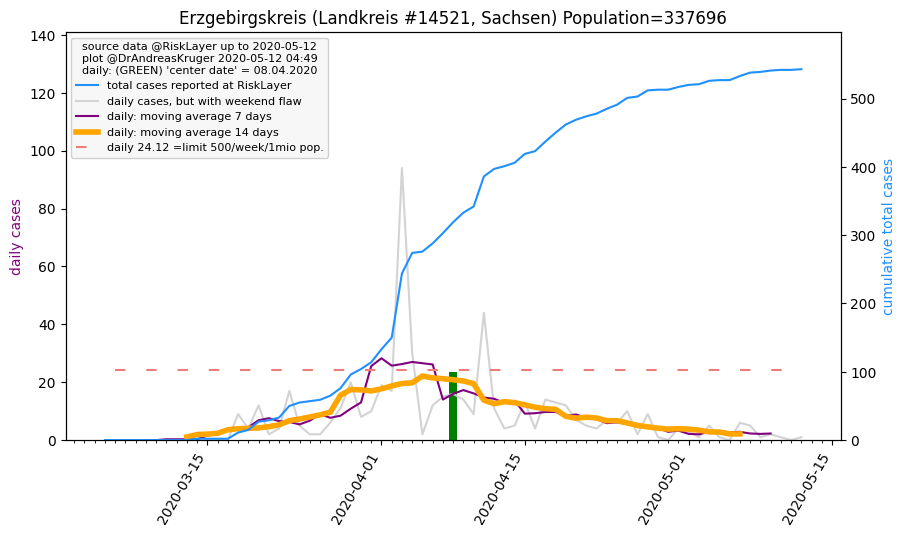 Erzgebirgskreis (Landkreis #14521, Sachsen) Population=337696
source data @RiskLayer up to 2020-05-12
plot @DrAndreasKruger 2020-05-12 04:49
daily: (GREEN) 'center date' = 08.04.2020
total cases reported at RiskLayer
daily cases, but with weekend flaw
daily: moving average 7 days
daily: moving average 14 days
daily 24.12 =limit 500/week/1mio pop.
daily cases
140
120
100
80
60
40
20
0
cumulative total cases
500
400
300
200
100
0
2020-03-15
2020-04-01
2020-04-15
2020-05-01
2020-05-15